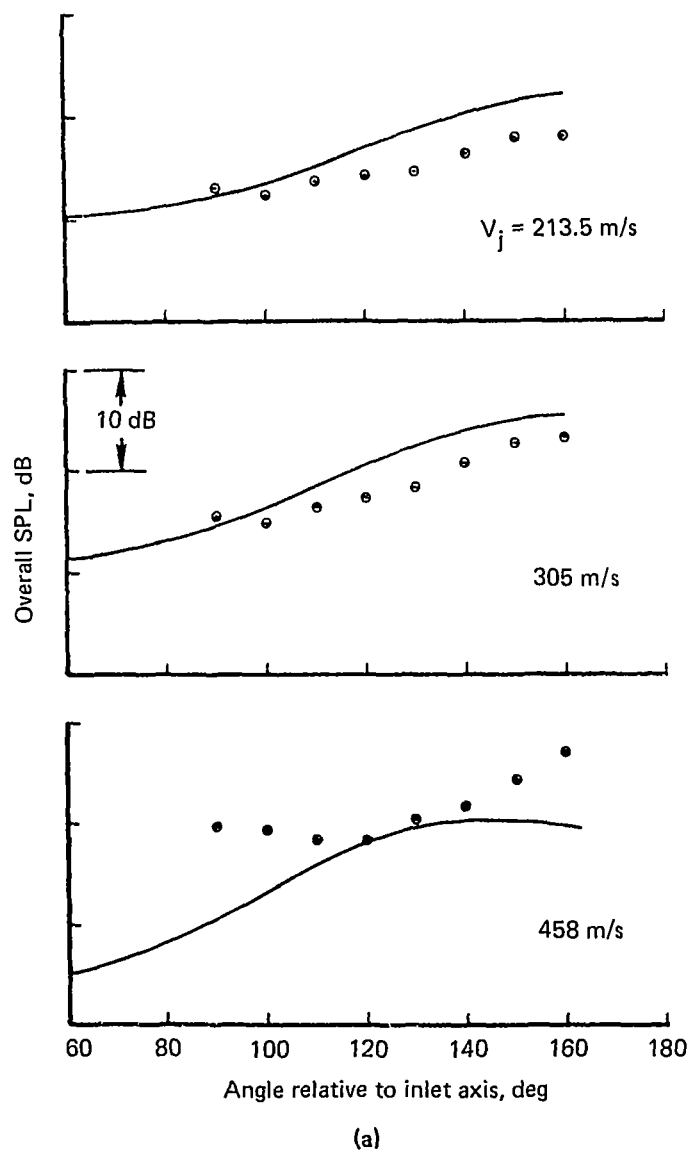 V_j = 213.5 m/s
10 dB
Overall SPL, dB
305 m/s
458 m/s
60 80 100 120 140 160 180
Angle relative to inlet axis, deg
(a)